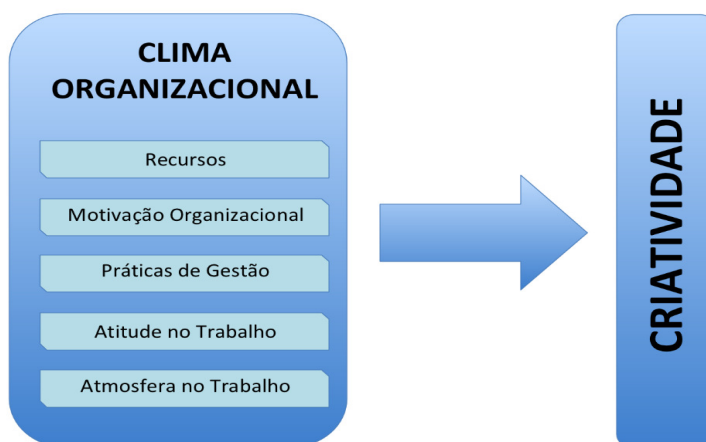 CLIMA
ORGANIZACIONAL
Recursos
Motivação Organizacional
Práticas de Gestão
Atitude no Trabalho
Atmosfera no Trabalho
CRIATIVIDADE